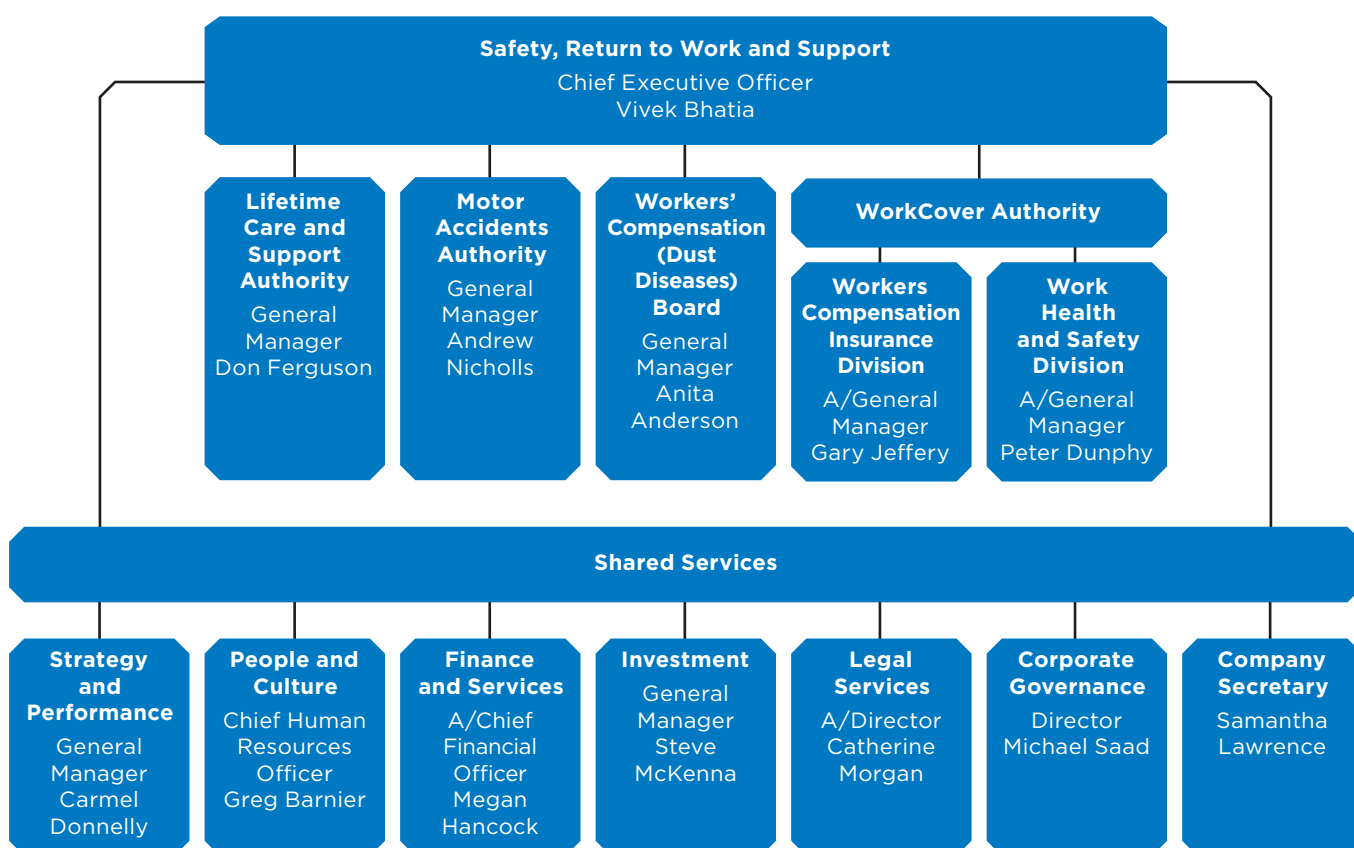 Safety, Return to Work and Support
Chief Executive Officer
Vivek Bhatia
Lifetime
Care and
Support
Authority
General
Manager
Don Ferguson
Motor
Accidents
Authority
General
Manager
Andrew
Nicholls
Workers’
Compensation
(Dust
Diseases)
Board
General
Manager
Anita
Anderson
WorkCover Authority
Workers
Compensation
Insurance
Division
A/General
Manager
Gary Jeffery
Work
Health
and Safety
Division
A/General
Manager
Peter Dunphy
Shared Services
Strategy
and
Performance
General
Manager
Carmel
Donnelly
People and
Culture
Chief Human
Resources
Officer
Greg Barnier
Finance
and Services
A/Chief
Financial
Officer
Megan
Hancock
Investment
General
Manager
Steve
McKenna
Legal
Services
A/Director
Catherine
Morgan
Corporate
Governance
Director
Michael Saad
Company
Secretary
Samantha
Lawrence